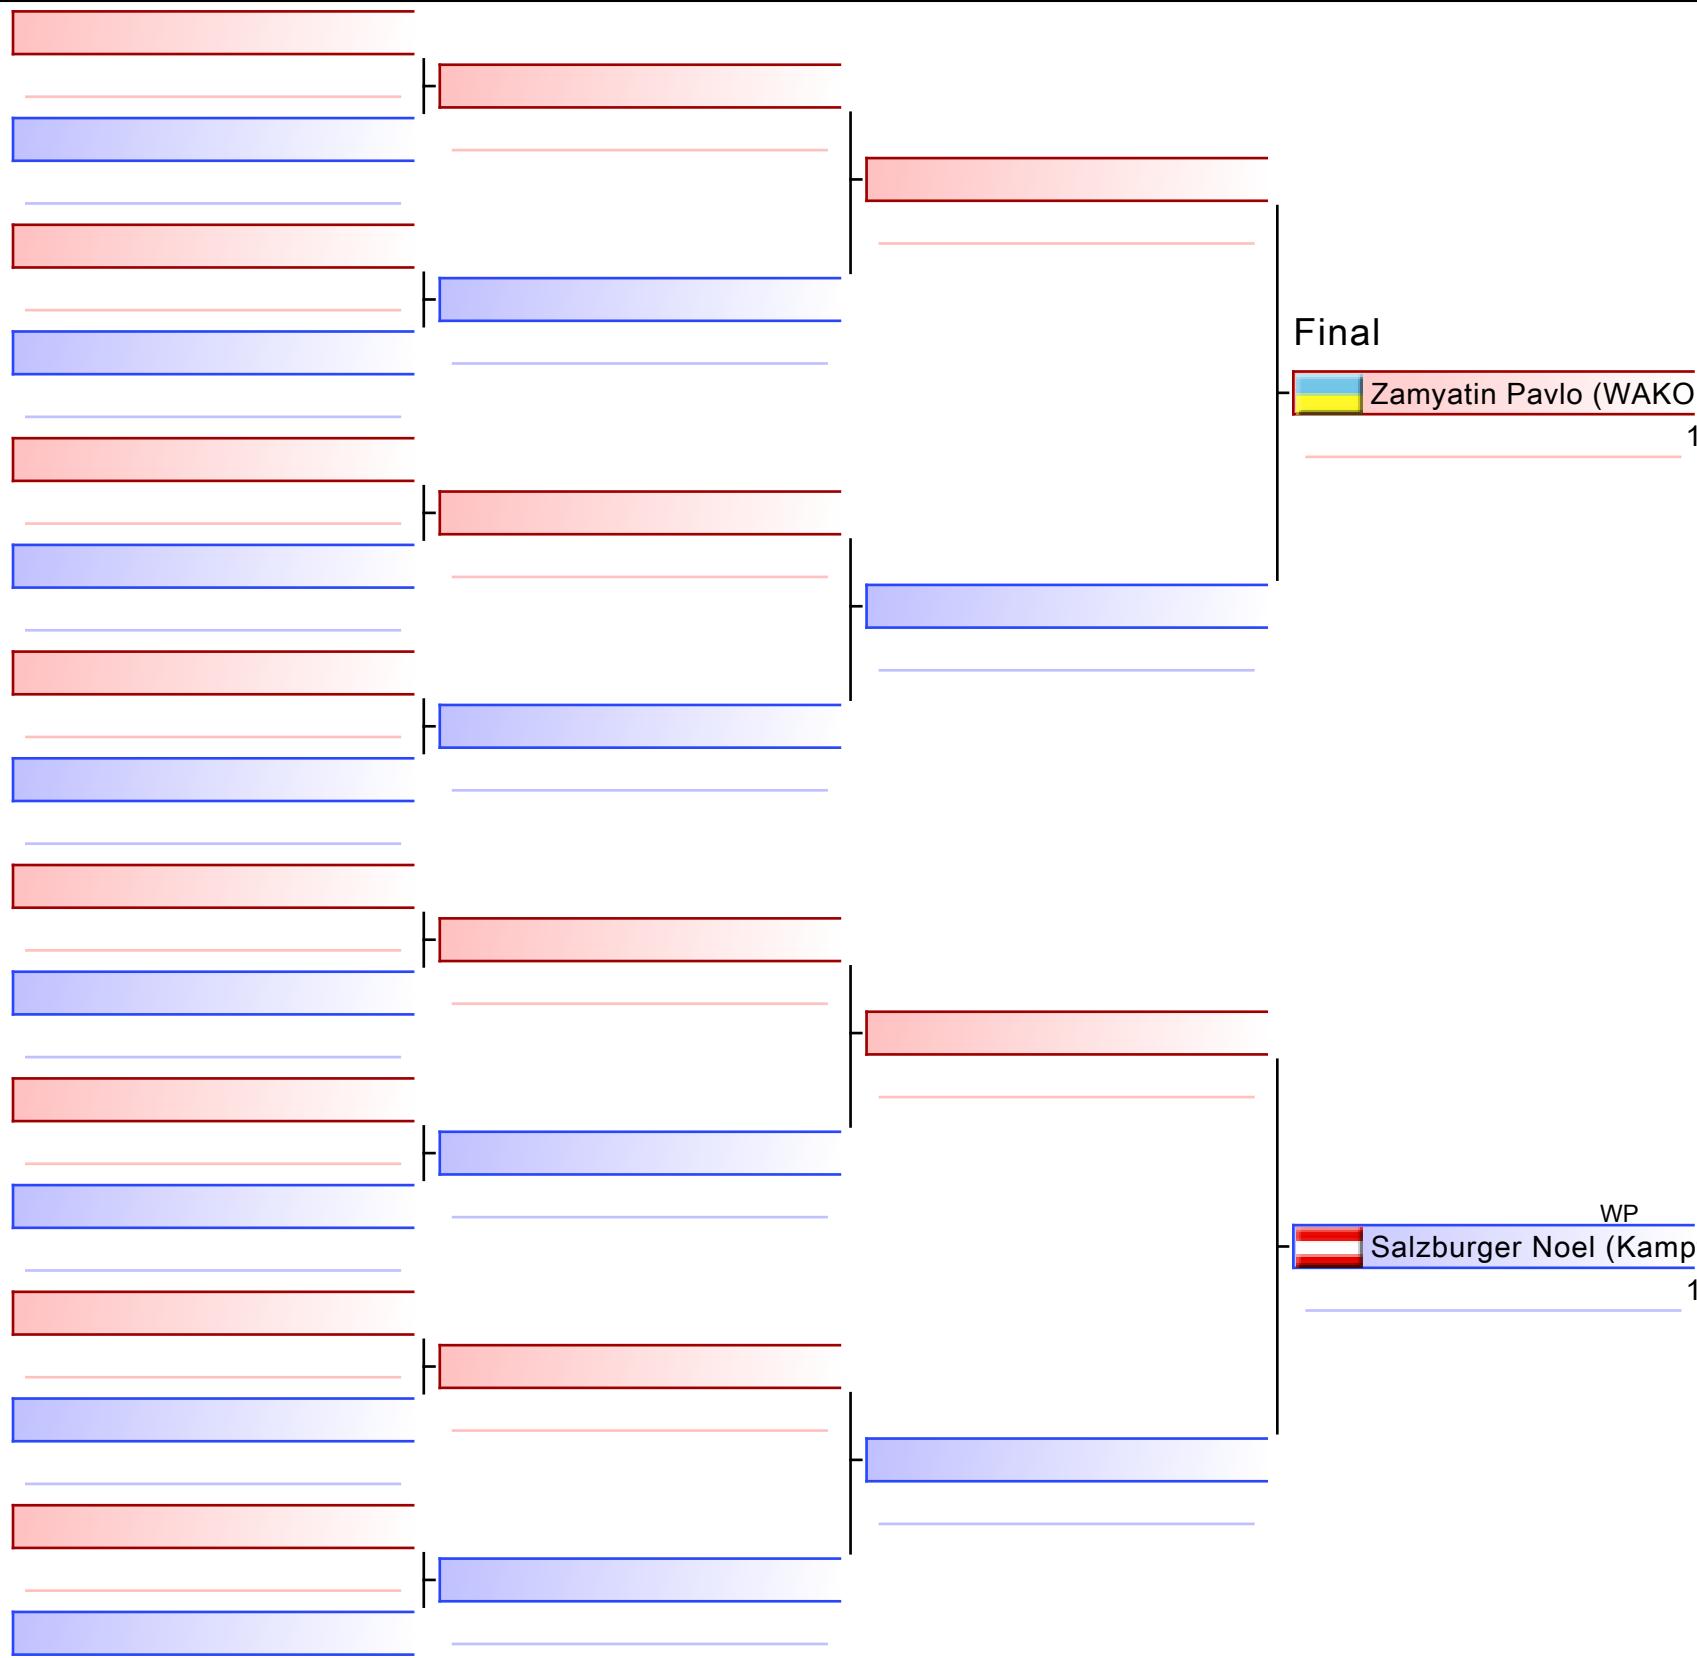 Final
Zamyatin Pavlo (WAKO
1
WP
Salzburger Noel (Kamp
1